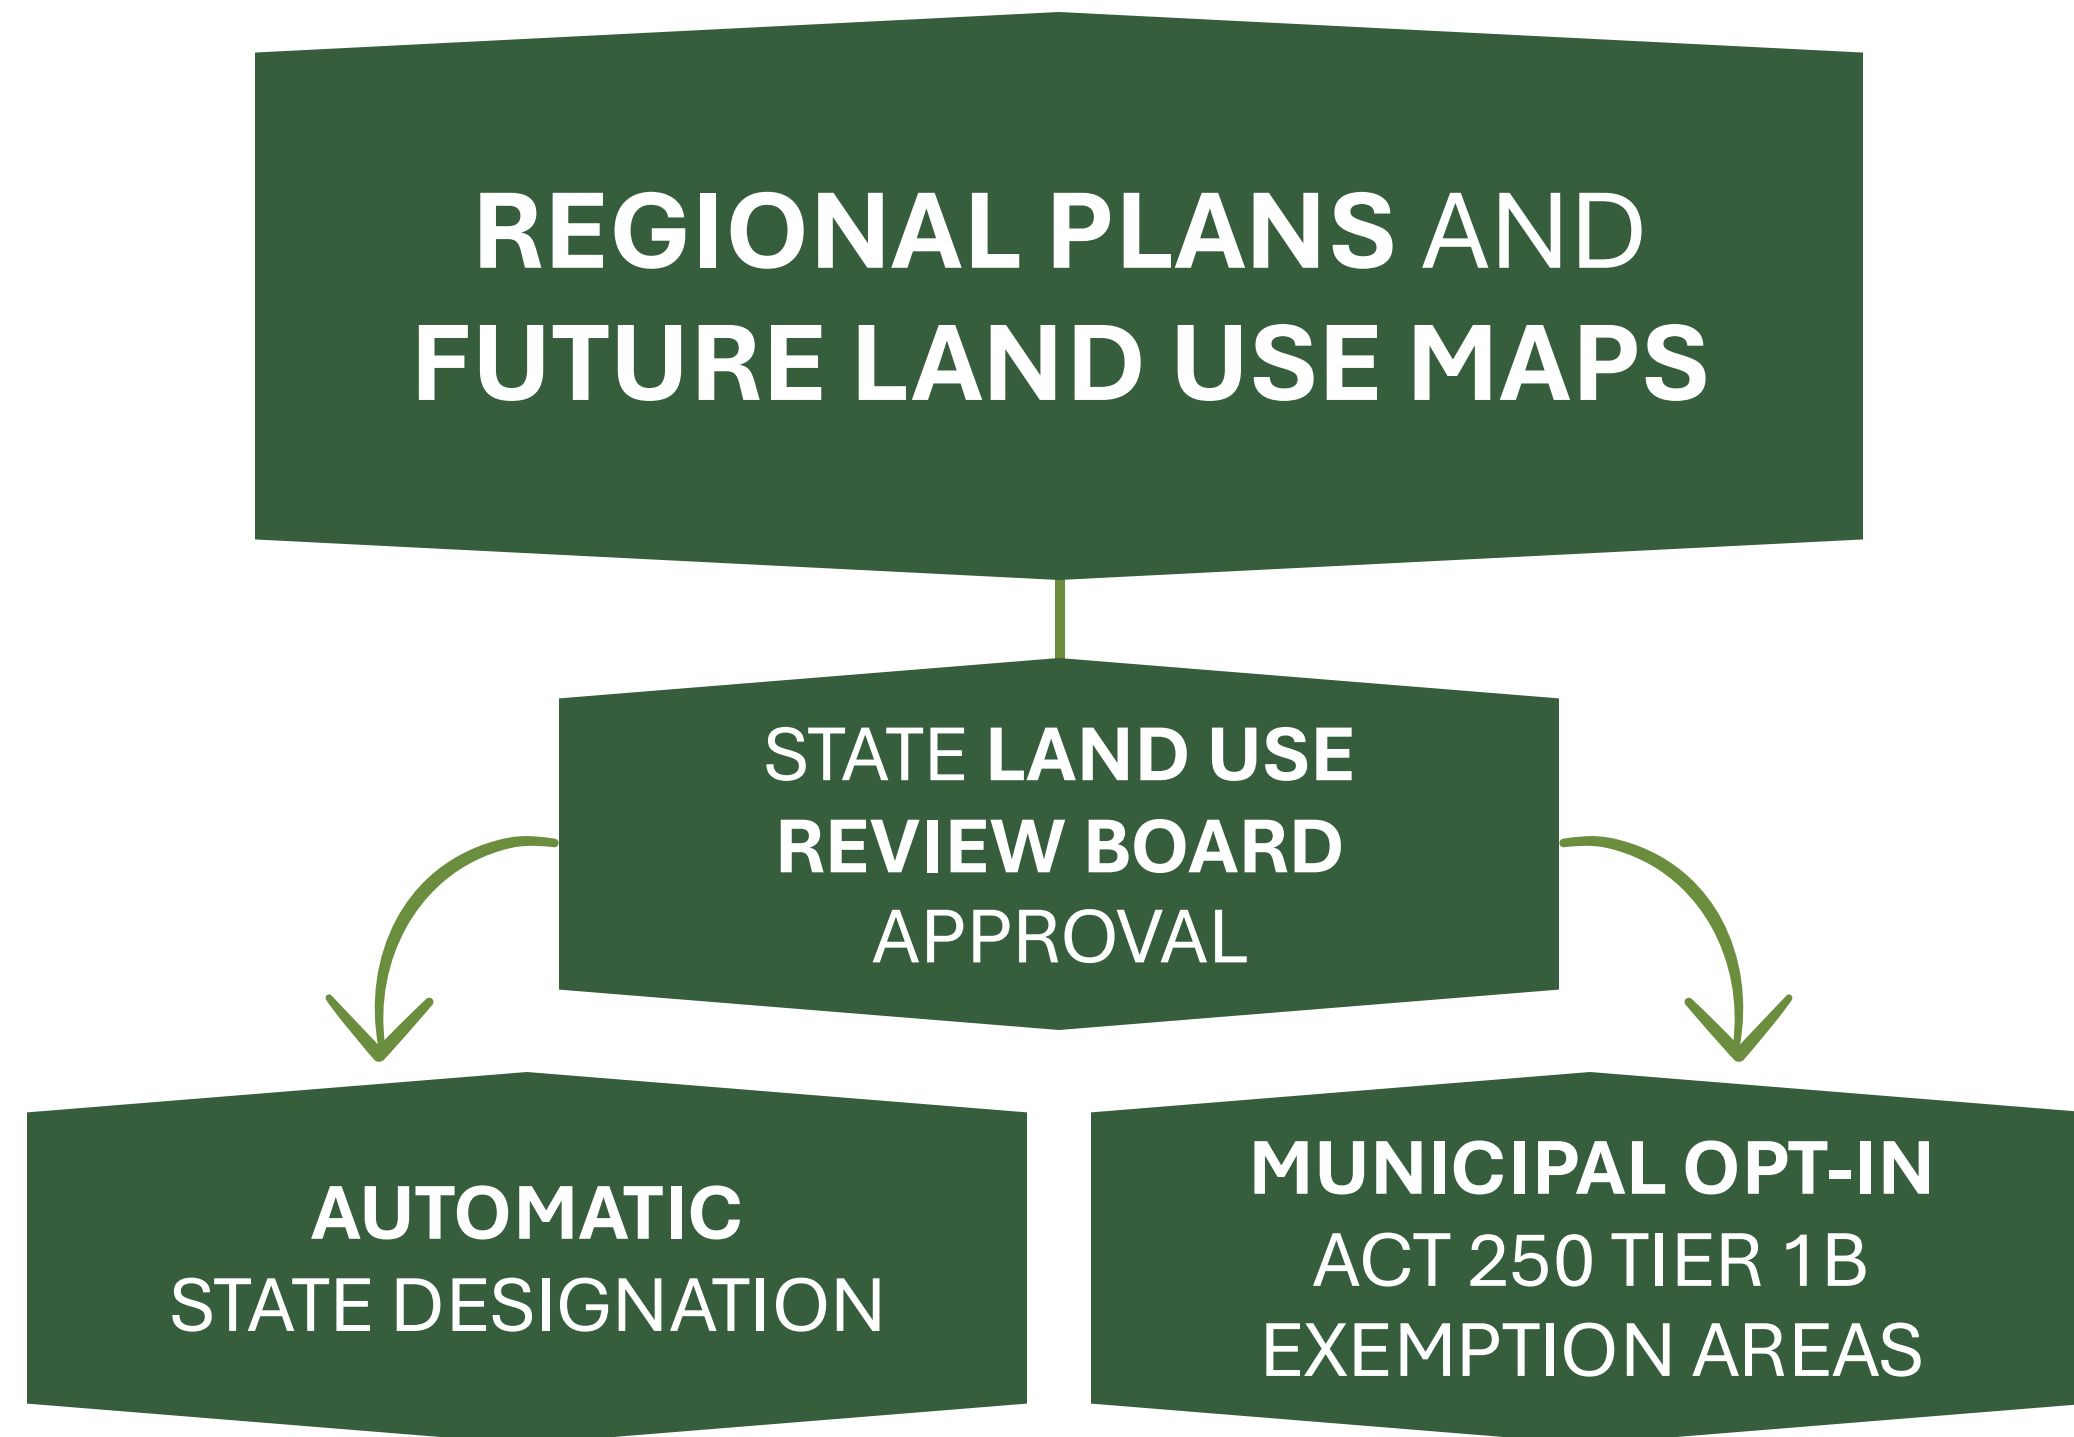 REGIONAL PLANS AND
FUTURE LAND USE MAPS
STATE LAND USE
REVIEW BOARD
APPROVAL
AUTOMATIC
STATE DESIGNATION
MUNICIPAL OPT-IN
ACT 250 TIER 1B
EXEMPTION AREAS